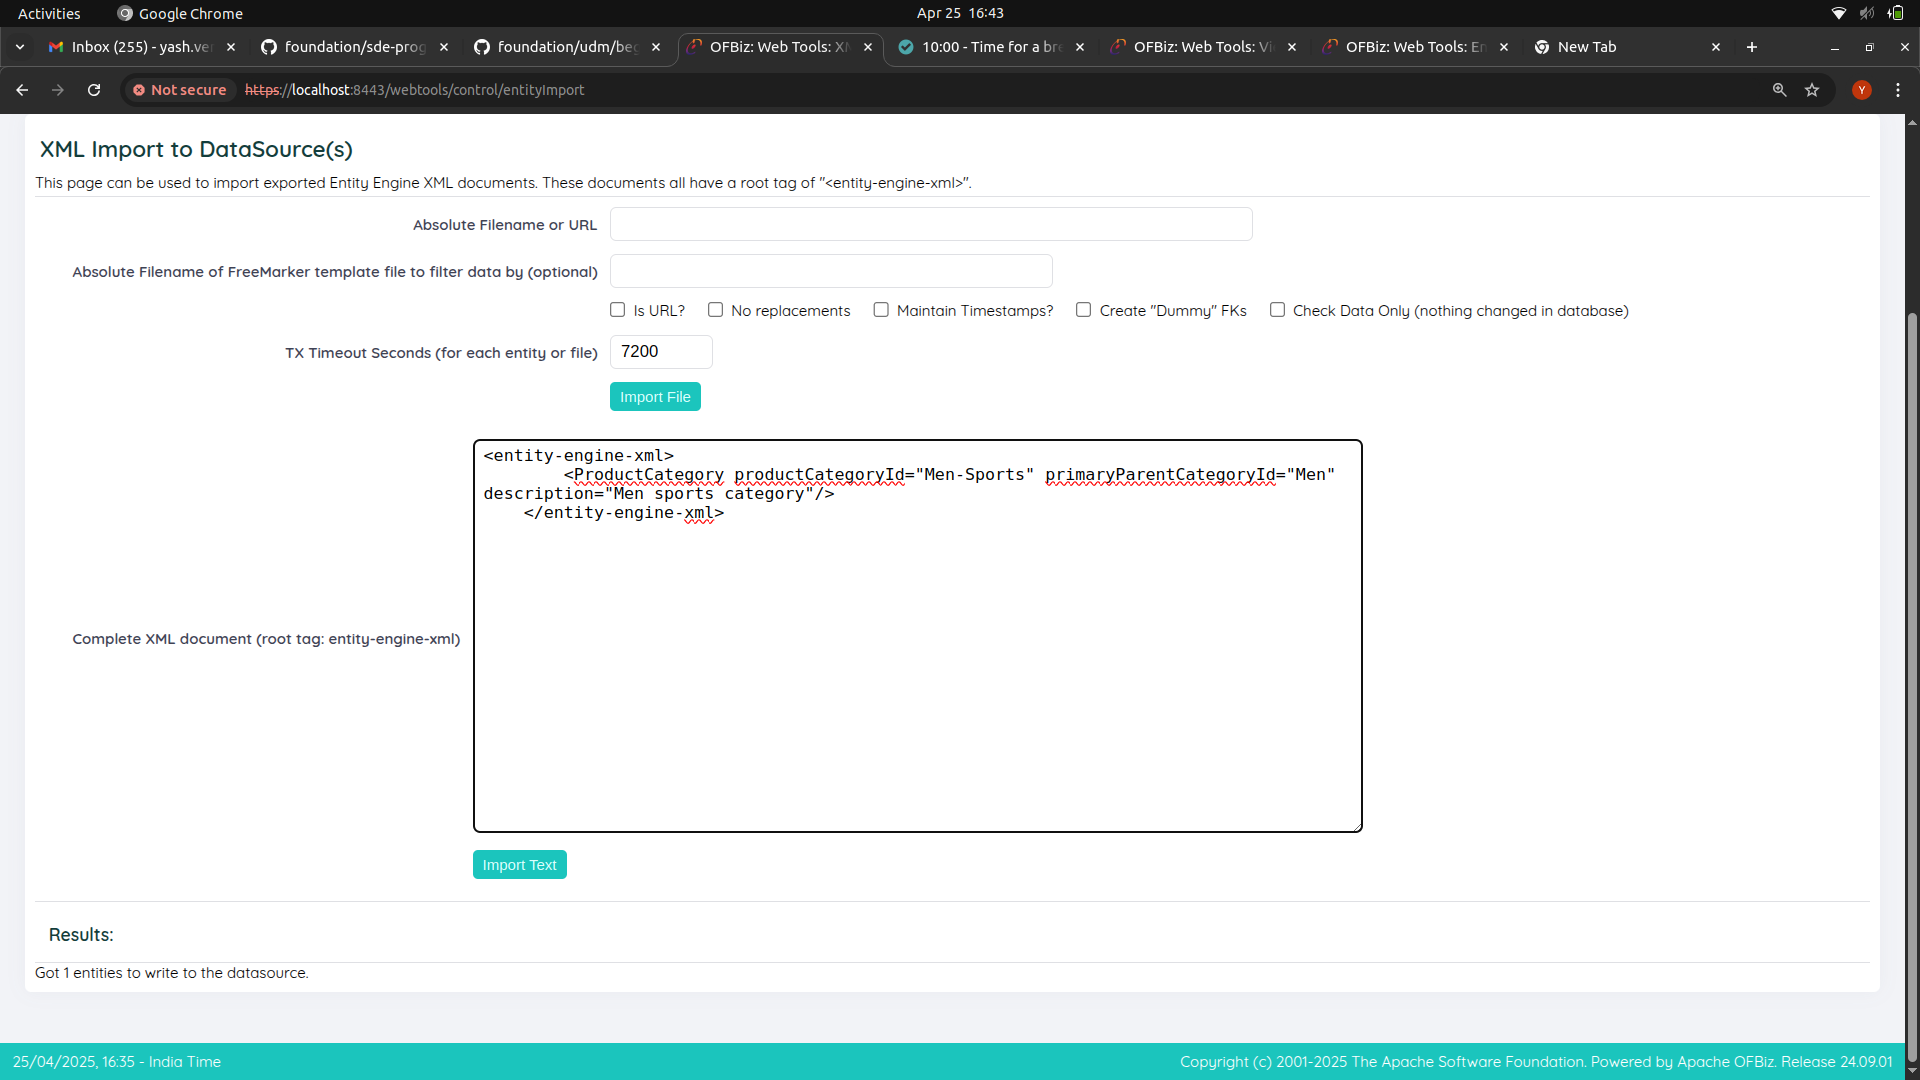 Activities
Google Chrome
Apr 25 16:43
Inbox (255) - yash.ver
foundation/sde-prog
foundation/udm/beg
OFBiz: Web Tools: XM
10:00 - Time for a bre
OFBiz: Web Tools: Vi
OFBiz: Web Tools: En
New Tab
Not secure
https://localhost:8443/webtools/control/entityImport
Y
XML Import to DataSource(s)
This page can be used to import exported Entity Engine XML documents. These documents all have a root tag of "<entity-engine-xml>".
Absolute Filename or URL
Absolute Filename of FreeMarker template file to filter data by (optional)
Is URL? No replacements Maintain Timestamps? Create "Dummy" FKs Check Data Only (nothing changed in database)
TX Timeout Seconds (for each entity or file) 7200
Import File
<entity-engine-xml>
<ProductCategory productCategoryId="Men-Sports" primaryParentCategoryId="Men"
description="Men sports category"/>
</entity-engine-xml>
Complete XML document (root tag: entity-engine-xml)
Import Text
Results:
Got 1 entities to write to the datasource.
25/04/2025, 16:35 - India Time
Copyright (c) 2001-2025 The Apache Software Foundation. Powered by Apache OFBiz. Release 24.09.01